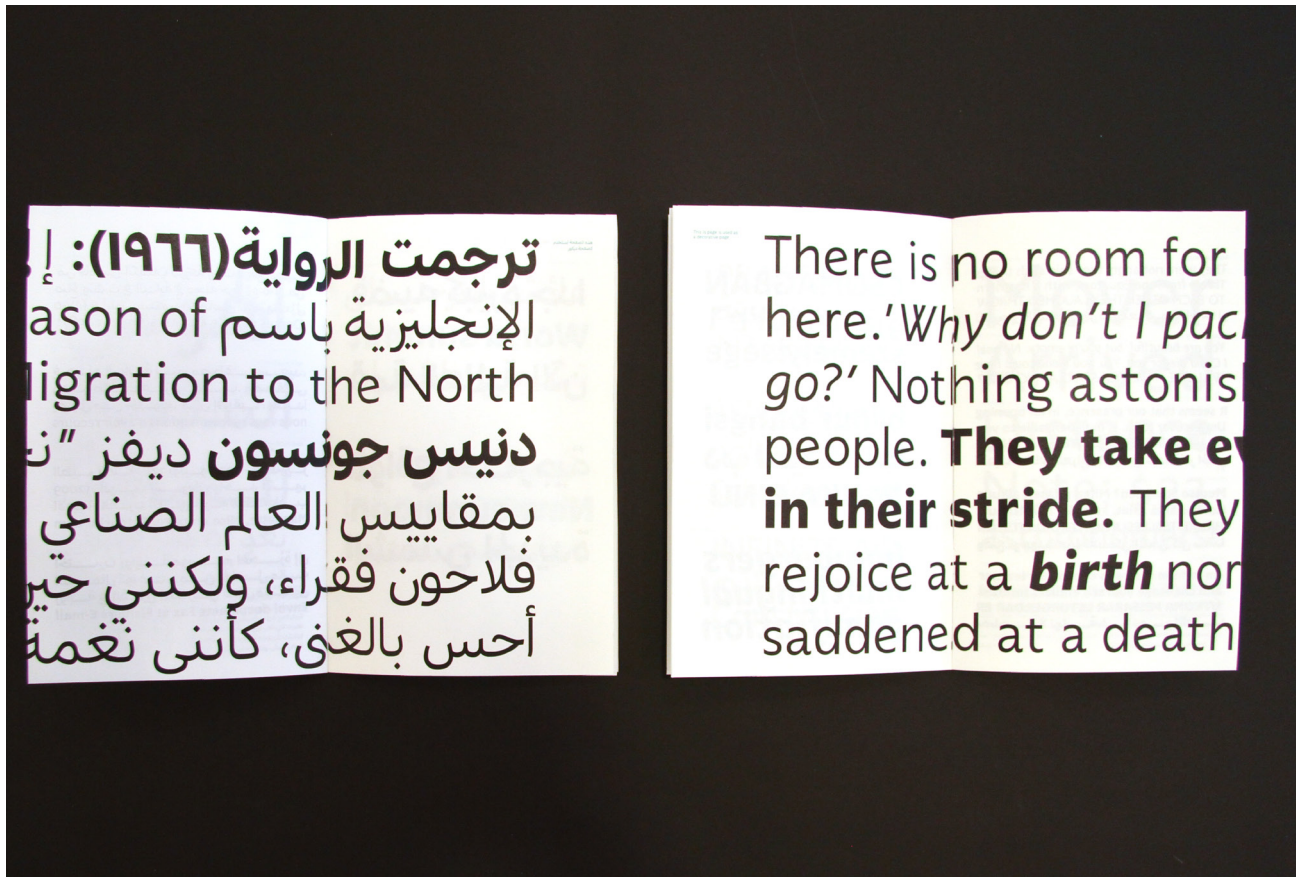 ترجمت الرواية(١٩٦٦): إ
ason of الإنجليزية باسم
igration to the North
دنيس جونسون ديفز "ن
بمقاييس العالم الصناعي
فلاحون فقراء، ولكنني حين
أحس بالغنى، كأنني نغمة
There is no room for
here.'Why don't I pac
go?' Nothing astonis
people. They take ev
in their stride. They
rejoice at a birth nor
saddened at a death